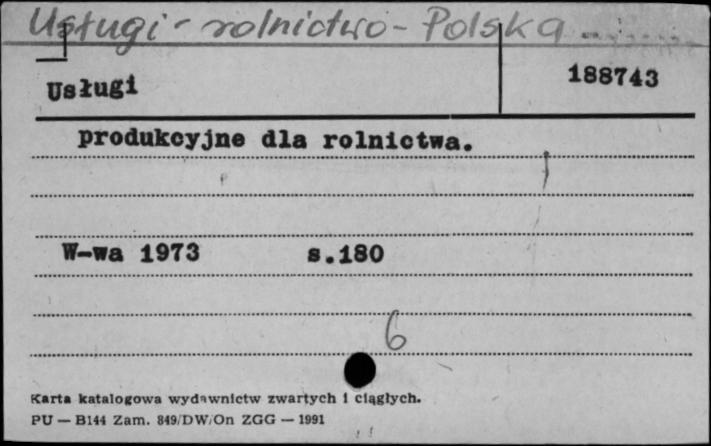 Usługi - rolnictwo - Polska
Usługi
188743
produkcyjne dla rolnictwa.
W-wa 1973 s.180
6
Karta katalogowa wydawnictw zwartych i ciągłych.
PU — B144 Zam. 849/DW/On ZGG — 1991